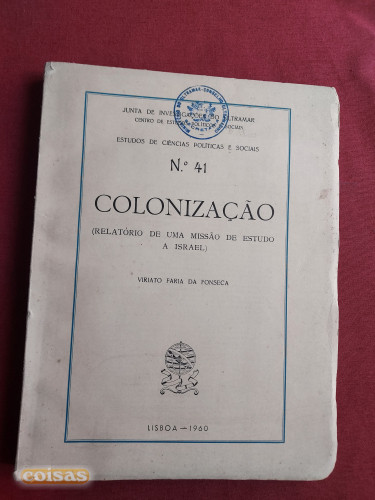 JUNTA DE INVESTIGAÇÕES DO ULTRAMAR
CENTRO DE ESTUDOS POLÍTICOS E SOCIAIS
ESTUDOS DE CIÊNCIAS POLÍTICAS E SOCIAIS
N.º 41
COLONIZAÇÃO
(RELATÓRIO DE UMA MISSÃO DE ESTUDO
A ISRAEL)
VIRIATO FARIA DA FONSECA
LISBOA — 1960
coisas